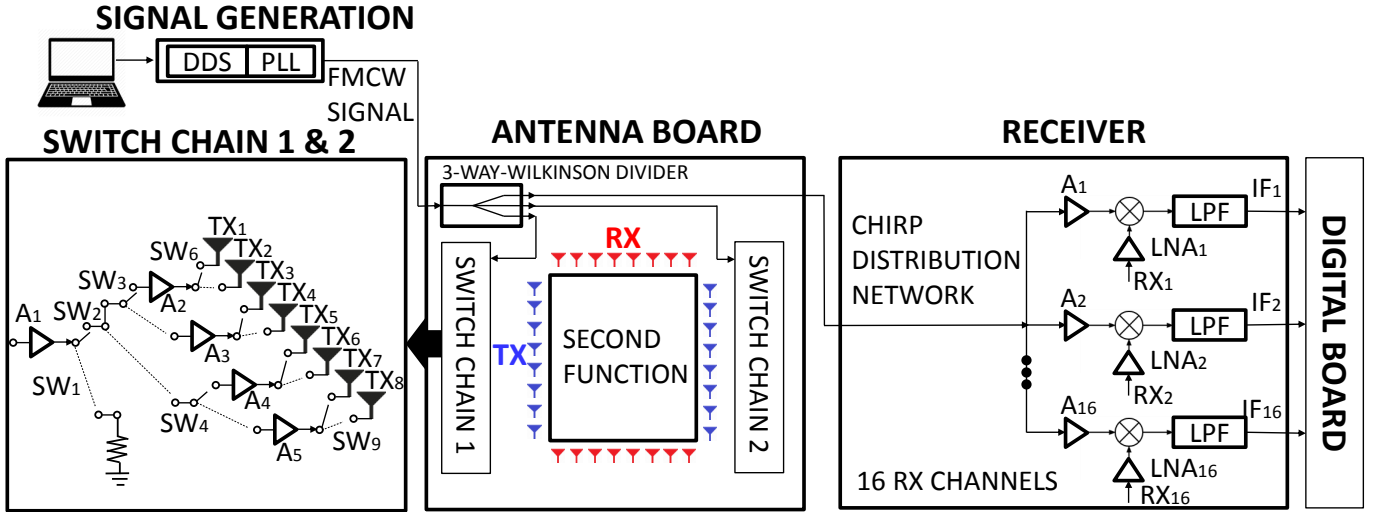 SIGNAL GENERATION
DDS PLL
FMCW
SIGNAL
SWITCH CHAIN 1 & 2
TX1
TX2
TX3
TX4
TX5
TX6
TX7
TX8
SW6
SW3
SW2
A1
A2
A3
SW1
A4
SW4
A5
SW9
ANTENNA BOARD
3-WAY-WILKINSON DIVIDER
RX
TX
SECOND
FUNCTION
SWITCH CHAIN 1
SWITCH CHAIN 2
RECEIVER
CHIRP
DISTRIBUTION
NETWORK
A1
LPF
IF1
LNA1
RX1
A2
LPF
IF2
LNA2
RX2
A16
LPF
IF16
LNA16
RX16
16 RX CHANNELS
DIGITAL BOARD